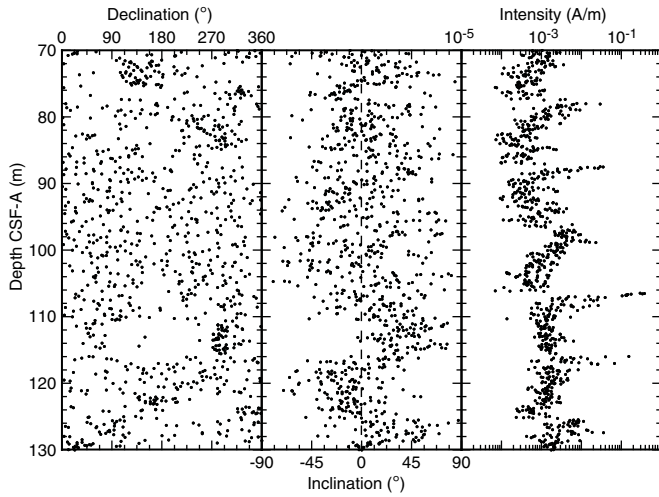 Declination (°) Intensity (A/m)
0 90 180 270 360 10-5 10-3 10-1
70
80
90
100
110
120
130
Depth CSF-A (m)
-90 -45 0 45 90
Inclination (°)